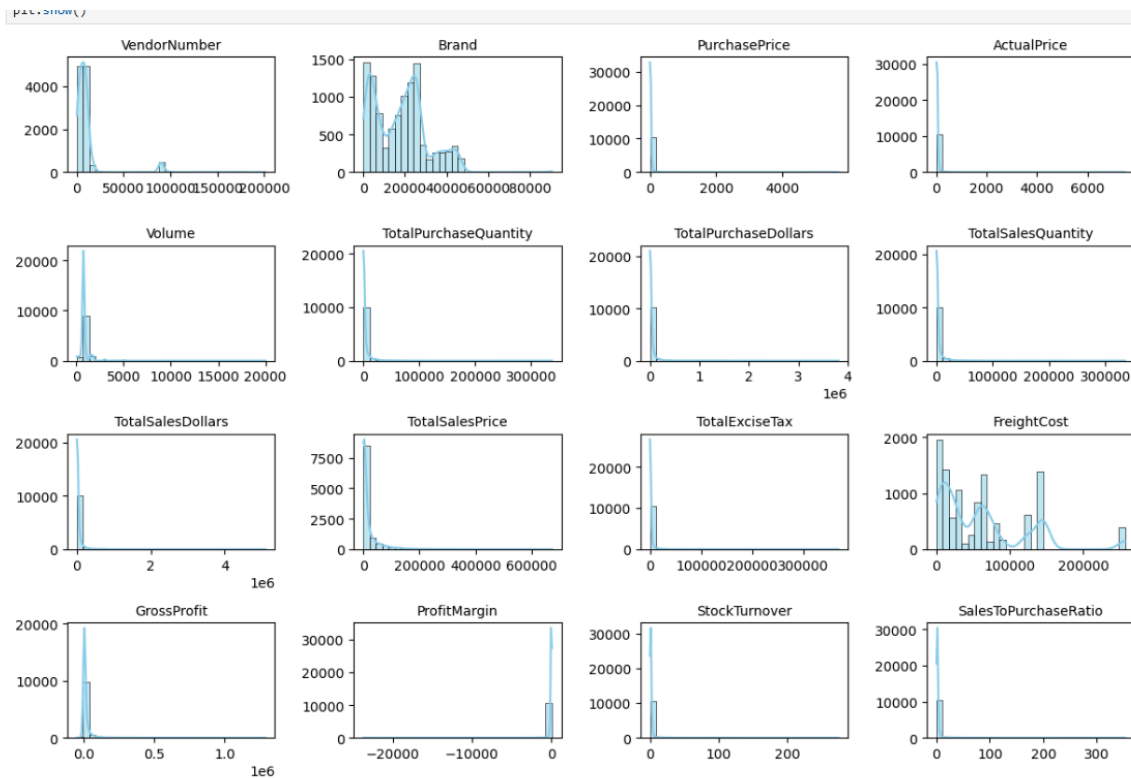 plt.show()
VendorNumber Brand PurchasePrice ActualPrice
4000 1500 30000 30000
1000 20000 20000
2000 500 10000 10000
0 0 0 0
0 50000 100000 150000 200000 0 20000 40000 60000 80000 0 2000 4000 0 2000 4000 6000
Volume TotalPurchaseQuantity TotalPurchaseDollars TotalSalesQuantity
20000 20000 20000 20000
10000 10000 10000 10000
0 0 0 0
0 5000 10000 15000 20000 0 100000 200000 300000 0 1 2 3 4 0 100000 200000 300000
1e6
TotalSalesDollars TotalSalesPrice TotalExciseTax FreightCost
20000 7500 20000 2000
10000 5000 10000 1000
2500
0 0 0 0
0 2 4 0 200000 400000 600000 0 100000 200000 300000 0 100000 200000
1e6
GrossProfit ProfitMargin StockTurnover SalesToPurchaseRatio
20000 30000 30000 30000
10000 20000 20000 20000
10000 10000 10000
0 0 0 0
0.0 0.5 1.0 -20000 -10000 0 0 100 200 0 100 200 300
1e6